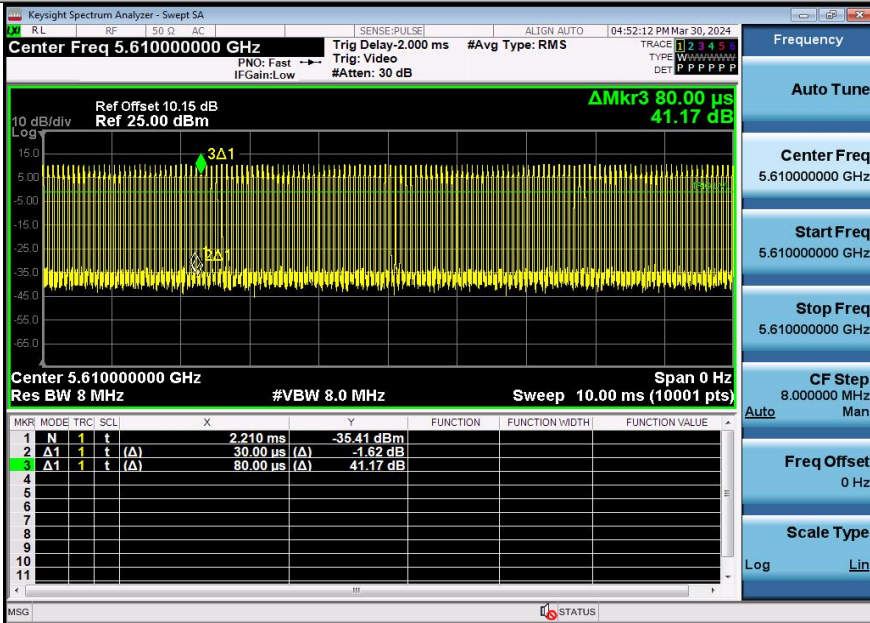 Keysight Spectrum Analyzer - Swept SA
LXI RL RF 50 Ω AC SENSE:PULSE ALIGN AUTO 04:52:12 PM Mar 30, 2024
Center Freq 5.610000000 GHz
PNO: Fast
IFGain:Low
Trig Delay-2.000 ms
Trig: Video
#Atten: 30 dB
#Avg Type: RMS
TRACE 1 2 3 4 5 6
TYPE WWWWWW
DET P P P P P P
ΔMkr3 80.00 µs
41.17 dB
Ref Offset 10.15 dB
10 dB/div Ref 25.00 dBm
Log
15.0
5.00
-5.00
-15.0
-25.0
-35.0
-45.0
-55.0
-65.0
3Δ1
2Δ1
Center 5.610000000 GHz Span 0 Hz
Res BW 8 MHz #VBW 8.0 MHz Sweep 10.00 ms (10001 pts)
MKR MODE TRC SCL X Y FUNCTION FUNCTION WIDTH FUNCTION VALUE
1 N 1 t 2.210 ms -35.41 dBm
2 Δ1 1 t (Δ) 30.00 µs (Δ) -1.62 dB
3 Δ1 1 t (Δ) 80.00 µs (Δ) 41.17 dB
4
5
6
7
8
9
10
11
MSG STATUS
Frequency
Auto Tune
Center Freq
5.610000000 GHz
Start Freq
5.610000000 GHz
Stop Freq
5.610000000 GHz
CF Step
8.000000 MHz
Auto Man
Freq Offset
0 Hz
Scale Type
Log Lin